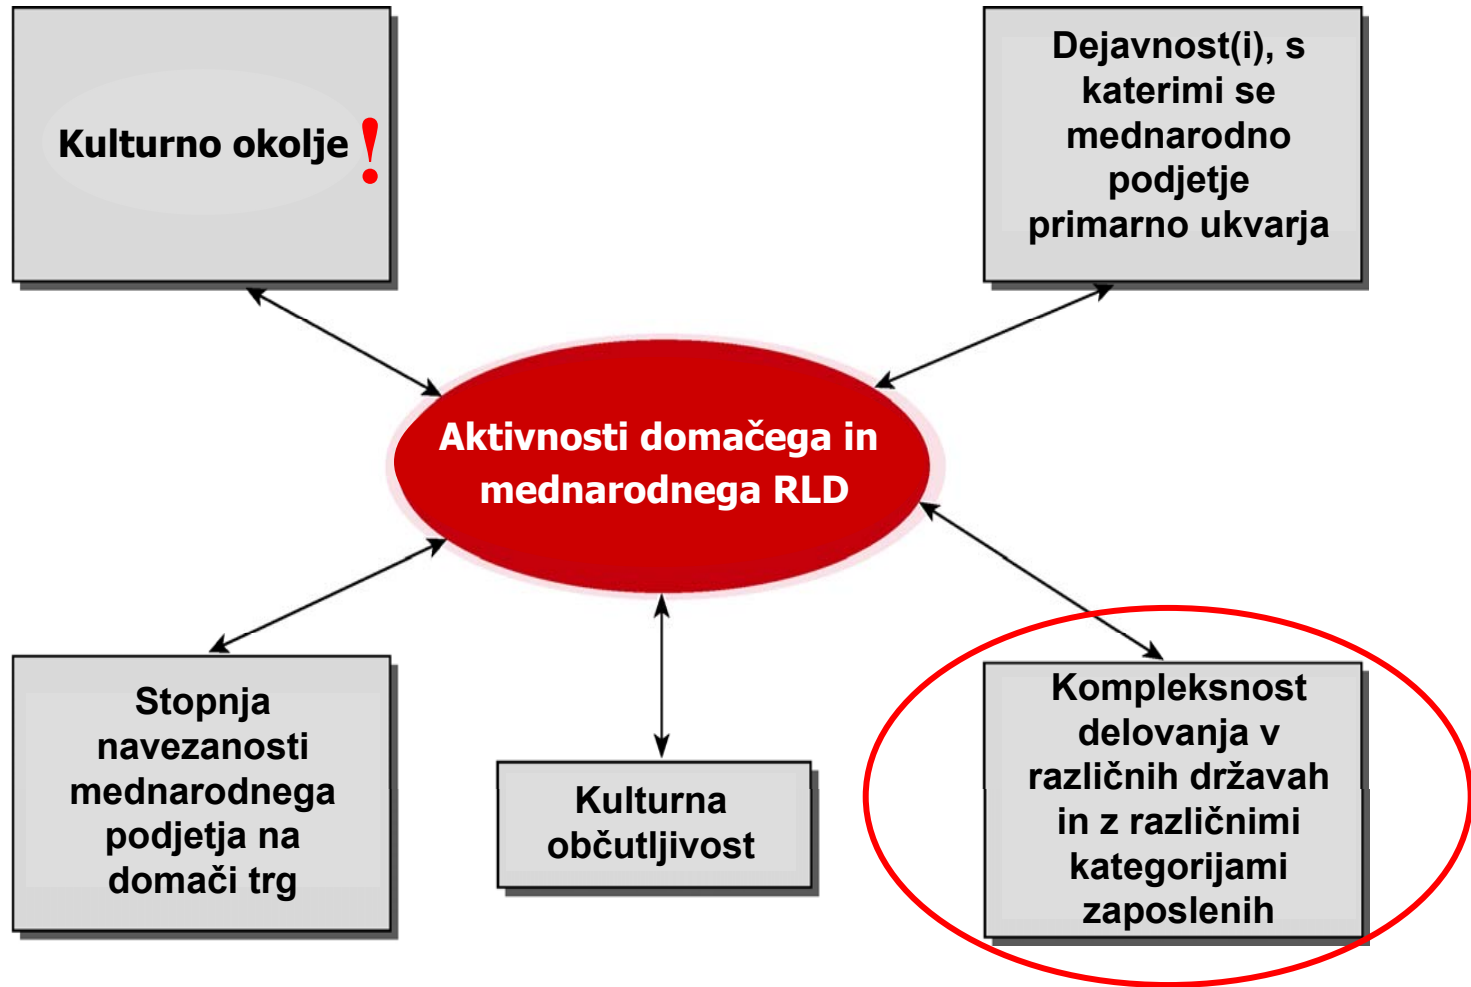 Kulturno okolje !
Dejavnost(i), s
katerimi se
mednarodno
podjetje
primarno ukvarja
Aktivnosti domačega in
mednarodnega RLD
Stopnja
navezanosti
mednarodnega
podjetja na
domači trg
Kulturna
občutljivost
Kompleksnost
delovanja v
različnih državah
in z različnimi
kategorijami
zaposlenih